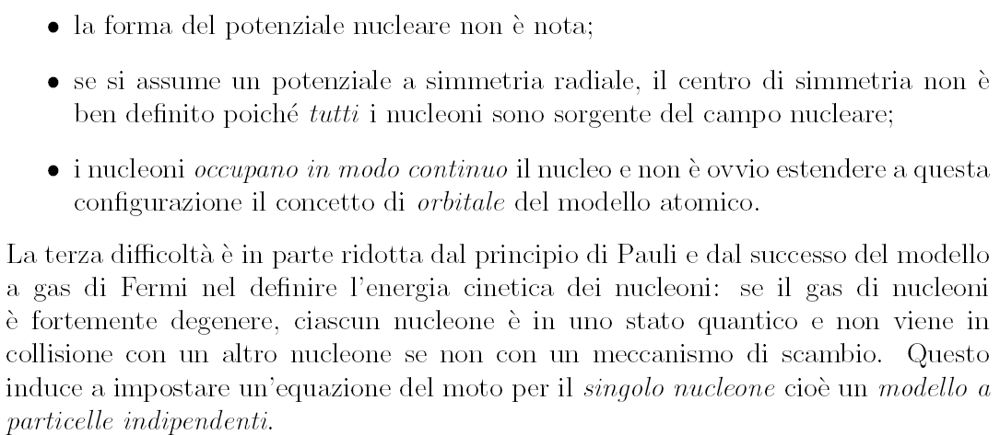 • la forma del potenziale nucleare non è nota;
• se si assume un potenziale a simmetria radiale, il centro di simmetria non è
ben definito poiché tutti i nucleoni sono sorgente del campo nucleare;
• i nucleoni occupano in modo continuo il nucleo e non è ovvio estendere a questa
configurazione il concetto di orbitale del modello atomico.
La terza difficoltà è in parte ridotta dal principio di Pauli e dal successo del modello
a gas di Fermi nel definire l'energia cinetica dei nucleoni: se il gas di nucleoni
è fortemente degenere, ciascun nucleone è in uno stato quantico e non viene in
collisione con un altro nucleone se non con un meccanismo di scambio. Questo
induce a impostare un'equazione del moto per il singolo nucleone cioè un modello a
particelle indipendenti.